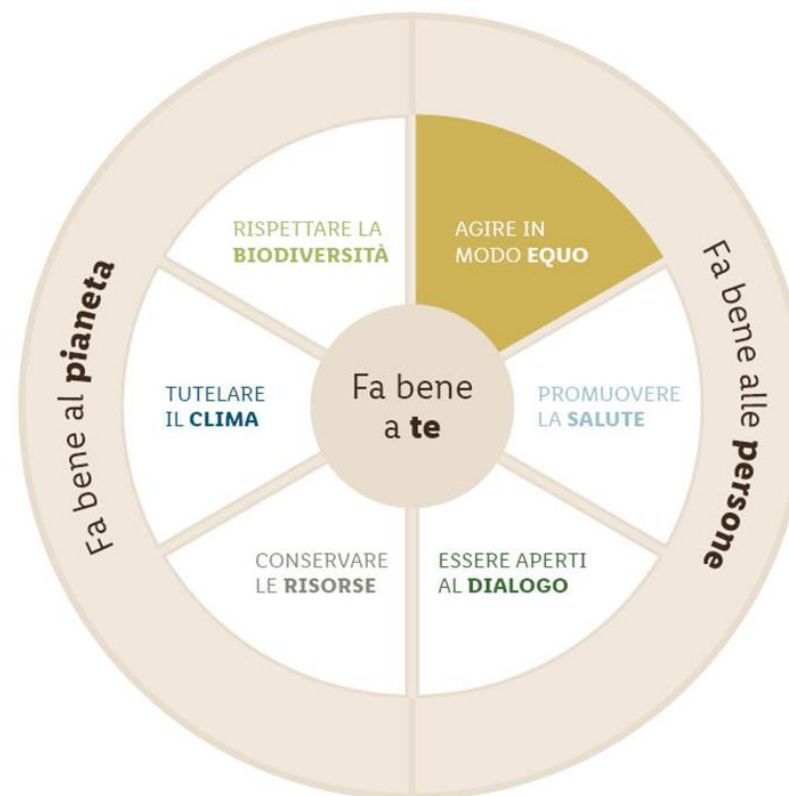 RISPETTARE LA
BIODIVERSITÀ
AGIRE IN
MODO EQUO
Fa bene al pianeta
TUTELARE
IL CLIMA
Fa bene
a te
PROMUOVERE
LA SALUTE
Fa bene alle persone
CONSERVARE
LE RISORSE
ESSERE APERTI
AL DIALOGO